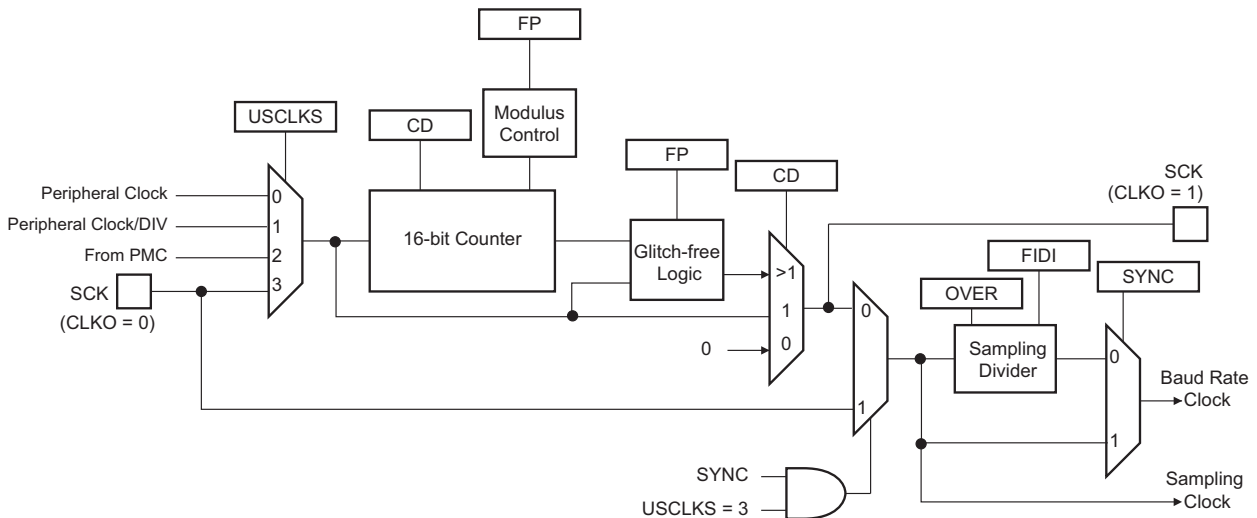 FP
USCLKS
CD
Modulus
Control
FP
CD
SCK
(CLKO = 1)
Peripheral Clock
0
Peripheral Clock/DIV
1
16-bit Counter
From PMC
2
Glitch-free
Logic
>1
FIDI
3
SCK
(CLKO = 0)
OVER
SYNC
1
0
0
0
Sampling
Divider
0
Baud Rate
Clock
1
1
SYNC
USCLKS = 3
Sampling
Clock